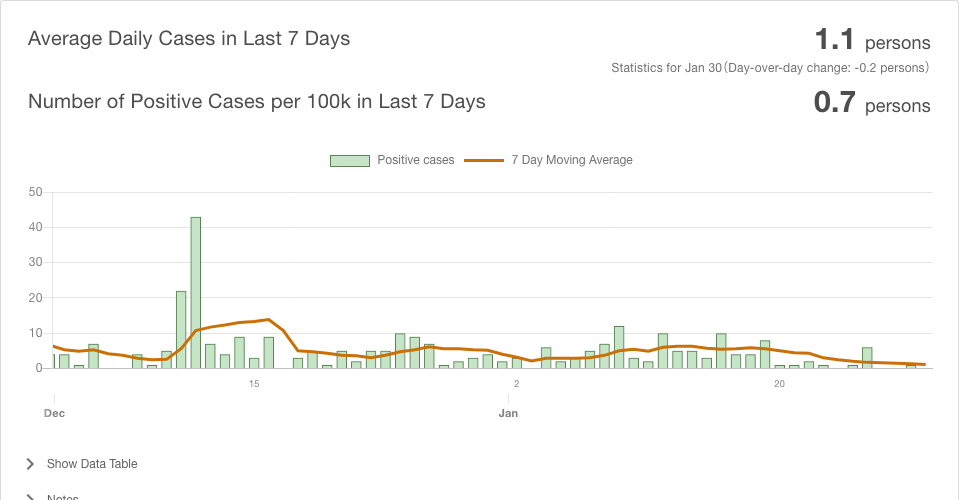 Average Daily Cases in Last 7 Days
1.1 persons
Statistics for Jan 30(Day-over-day change: -0.2 persons)
Number of Positive Cases per 100k in Last 7 Days
0.7 persons
Positive cases
7 Day Moving Average
50
40
30
20
10
0
15
2
20
Dec
Jan
Show Data Table
Notes